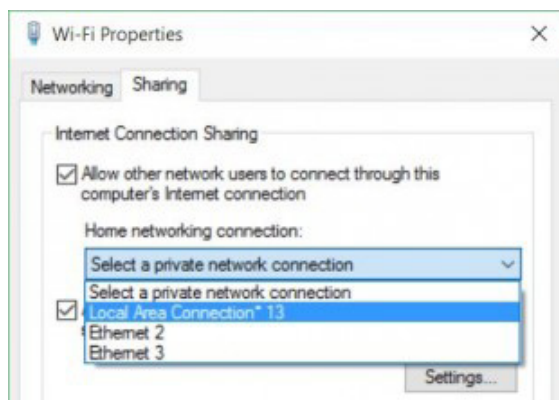 Wi-Fi Properties
Networking
Sharing
Internet Connection Sharing
Allow other network users to connect through this
computer's Internet connection
Home networking connection:
Select a private network connection
Select a private network connection
Local Area Connection* 13
Ethernet 2
Ethernet 3
Settings...